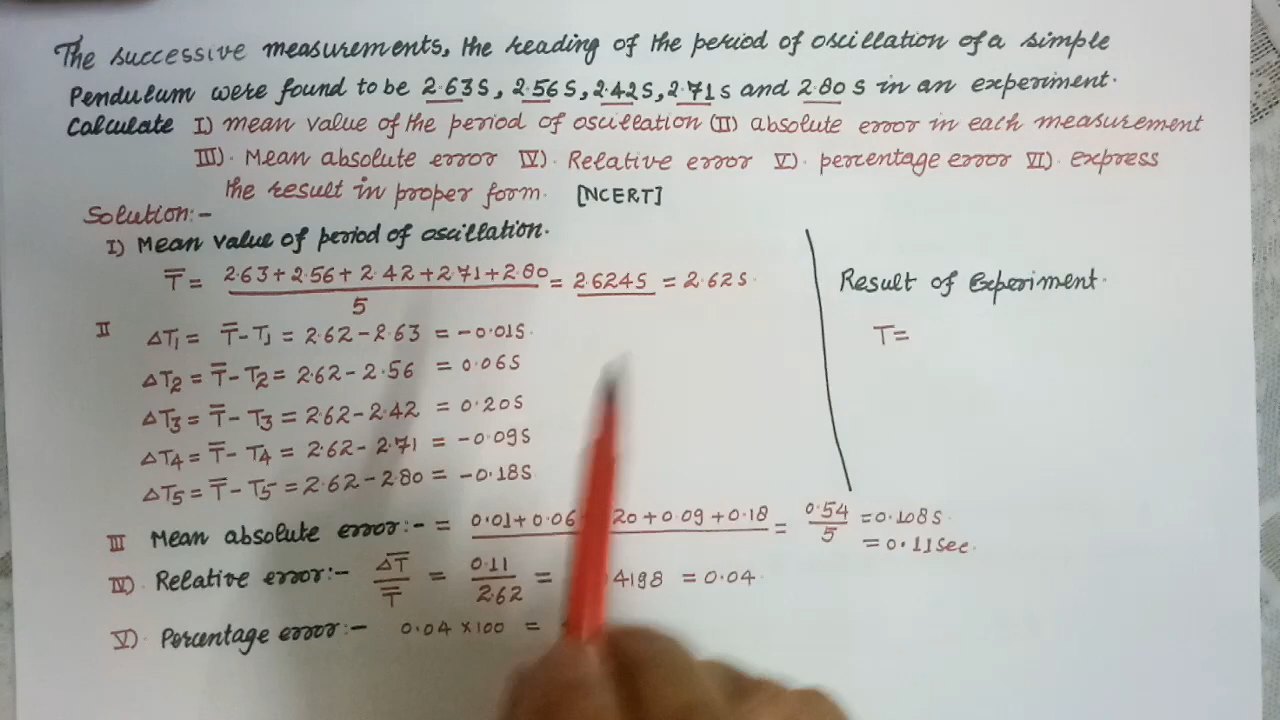 The successive measurements, the reading of the period of oscillation of a simple
Pendulum were found to be 2.63s, 2.56s, 2.42s, 2.71s and 2.80s in an experiment.
Calculate I) mean value of the period of oscillation (II) absolute error in each measurement
III). Mean absolute error IV). Relative error V). percentage error VI). express
the result in proper form. [NCERT]
Solution:-
I) Mean value of period of oscillation.
T̅ = 2.63+2.56+2.42+2.71+2.80 / 5 = 2.624s = 2.62s.
II ΔT1 = T̅-T1 = 2.62-2.63 = -0.01s.
ΔT2 = T̅-T2 = 2.62-2.56 = 0.06s
ΔT3 = T̅-T3 = 2.62-2.42 = 0.20s
ΔT4 = T̅-T4 = 2.62-2.71 = -0.09s
ΔT5 = T̅-T5 = 2.62-2.80 = -0.18s
III Mean absolute error:- = 0.01+0.06 20+0.09+0.18 = 0.54/5 = 0.108s.
= 0.11sec.
IV). Relative error:- ΔT̅/T̅ = 0.11/2.62 = 4198 = 0.04.
V). Percentage error:- 0.04×100 =
Result of Experiment.
T=